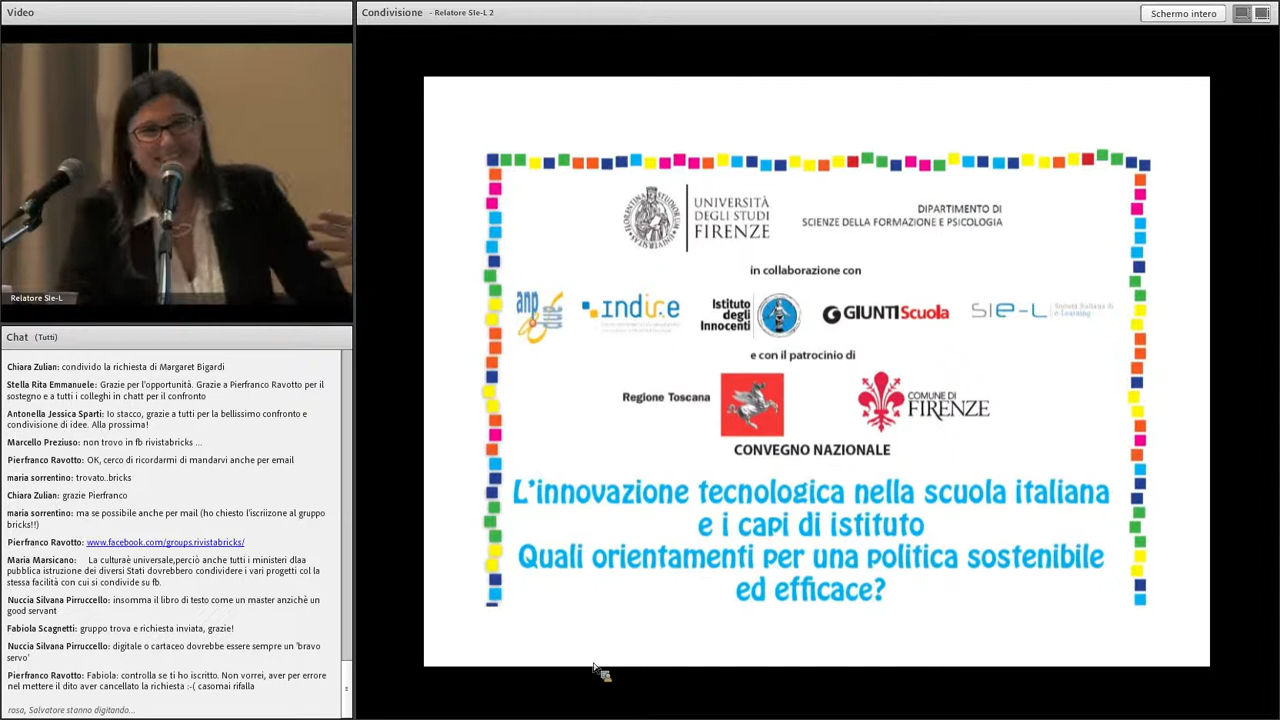 Video
Condivisione - Relatore SIe-L 2
Schermo intero
Relatore SIe-L
Chat (Tutti)
Chiara Zulian: condivido la richiesta di Margaret Bigardi
Stella Rita Emmanuele: Grazie per l'opportunità. Grazie a Pierfranco Ravotto per il
sostegno e a tutti i colleghi in chatt per il confronto
Antonella Jessica Sparti: Io stacco, grazie a tutti per la bellissimo confronto e
condivisione di idee. Alla prossima!
Marcello Preziuso: non trovo in fb rivistabricks ...
Pierfranco Ravotto: OK, cerco di ricordarmi di mandarvi anche per email
maria sorrentino: trovato..bricks
Chiara Zulian: grazie Pierfranco
maria sorrentino: ma se possibile anche per mail (ho chiesto l'iscriizone al gruppo
bricks!!)
Pierfranco Ravotto: www.facebook.com/groups.rivistabricks/
Maria Marsicano: La culturaè universale,perciò anche tutti i ministeri dlaa
pubblica istruzione dei diversi Stati dovrebbero condividere i vari progetti col la
stessa facilità con cui si condivide su fb.
Nuccia Silvana Pirruccello: insomma il libro di testo come un master anzichè un
good servant
Fabiola Scagnetti: gruppo trova e richiesta inviata, grazie!
Nuccia Silvana Pirruccello: digitale o cartaceo dovrebbe essere sempre un 'bravo
servo'
Pierfranco Ravotto: Fabiola: controlla se ti ho iscritto. Non vorrei, aver per errore
nel mettere il dito aver cancellato la richiesta :-( casomai rifalla
rosa, Salvatore stanno digitando...
UNIVERSITÀ
DEGLI STUDI
FIRENZE
DIPARTIMENTO DI
SCIENZE DELLA FORMAZIONE E PSICOLOGIA
in collaborazione con
anp
indire
Istituto
degli
Innocenti
GIUNTI Scuola
SIe-L
Società Italiana di
e-Learning
e con il patrocinio di
Regione Toscana
COMUNE DI
FIRENZE
CONVEGNO NAZIONALE
L'innovazione tecnologica nella scuola italiana
e i capi di istituto
Quali orientamenti per una politica sostenibile
ed efficace?